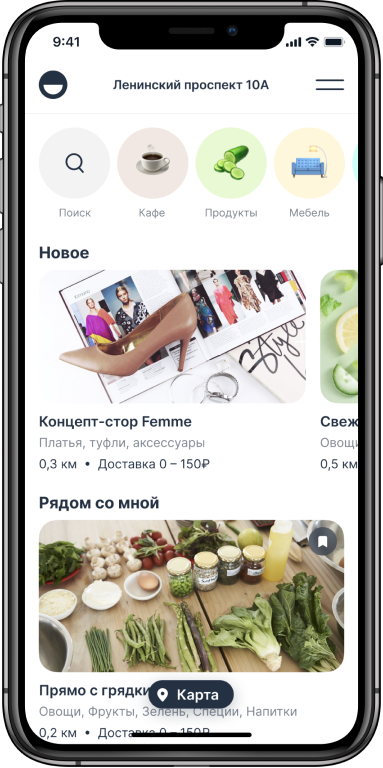 9:41
Ленинский проспект 10А
Поиск
Кафе
Продукты
Мебель
Новое
Style
Концепт-стор Femme
Свеж
Платья, туфли, аксессуары
Овощи
0,3 км • Доставка 0 – 150₽
0,5 км
Рядом со мной
Прямо с грядки
Карта
Овощи, Фрукты, Зелень, Специи, Напитки
0,2 км • Доставка 0 – 150₽